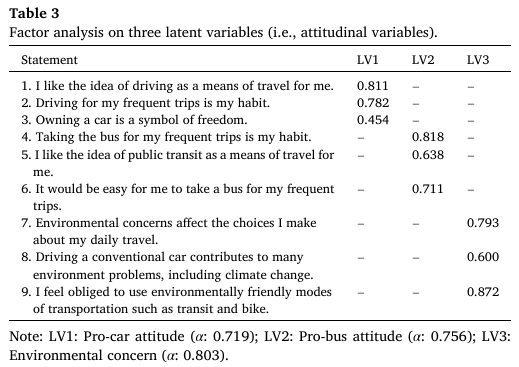 Table 3
Factor analysis on three latent variables (i.e., attitudinal variables).
Statement LV1 LV2 LV3
1. I like the idea of driving as a means of travel for me. 0.811 – –
2. Driving for my frequent trips is my habit. 0.782 – –
3. Owning a car is a symbol of freedom. 0.454 – –
4. Taking the bus for my frequent trips is my habit. – 0.818 –
5. I like the idea of public transit as a means of travel for – 0.638 –
me.
6. It would be easy for me to take a bus for my frequent – 0.711 –
trips.
7. Environmental concerns affect the choices I make – – 0.793
about my daily travel.
8. Driving a conventional car contributes to many – – 0.600
environment problems, including climate change.
9. I feel obliged to use environmentally friendly modes – – 0.872
of transportation such as transit and bike.
Note: LV1: Pro-car attitude (α: 0.719); LV2: Pro-bus attitude (α: 0.756); LV3:
Environmental concern (α: 0.803).